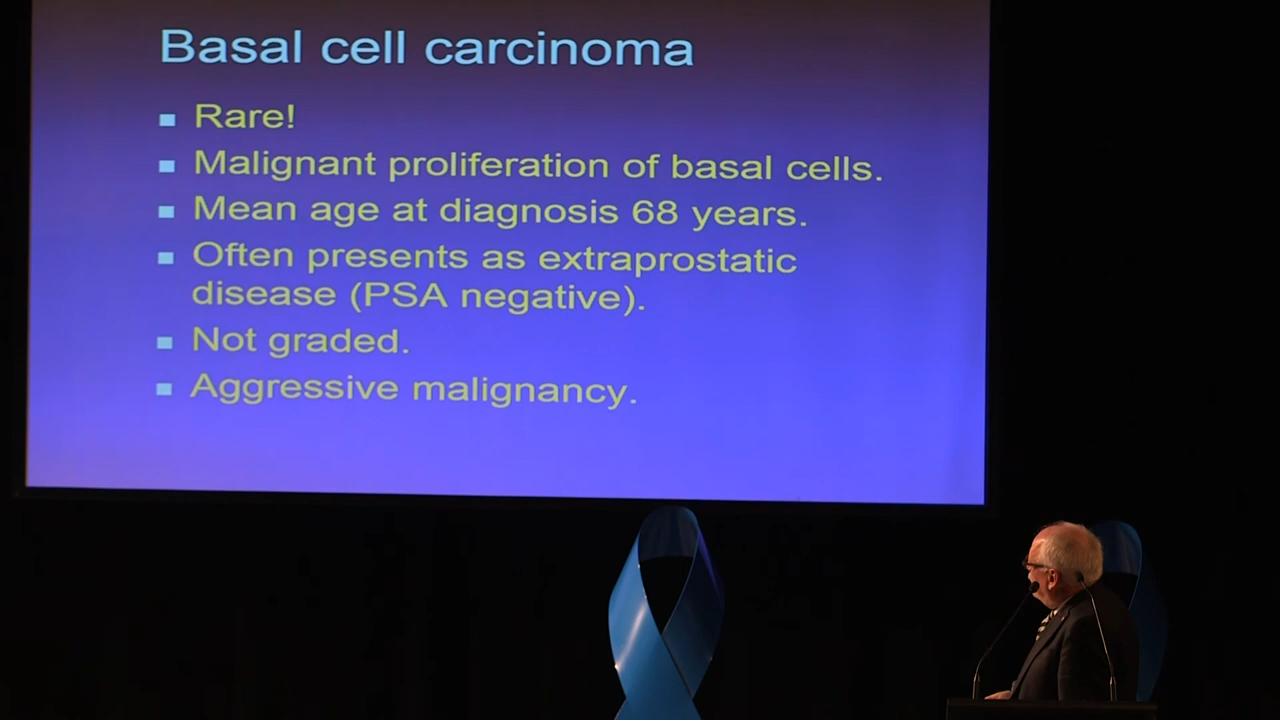 Basal cell carcinoma
Rare!
Malignant proliferation of basal cells.
Mean age at diagnosis 68 years.
Often presents as extraprostatic
disease (PSA negative).
Not graded.
Aggressive malignancy.